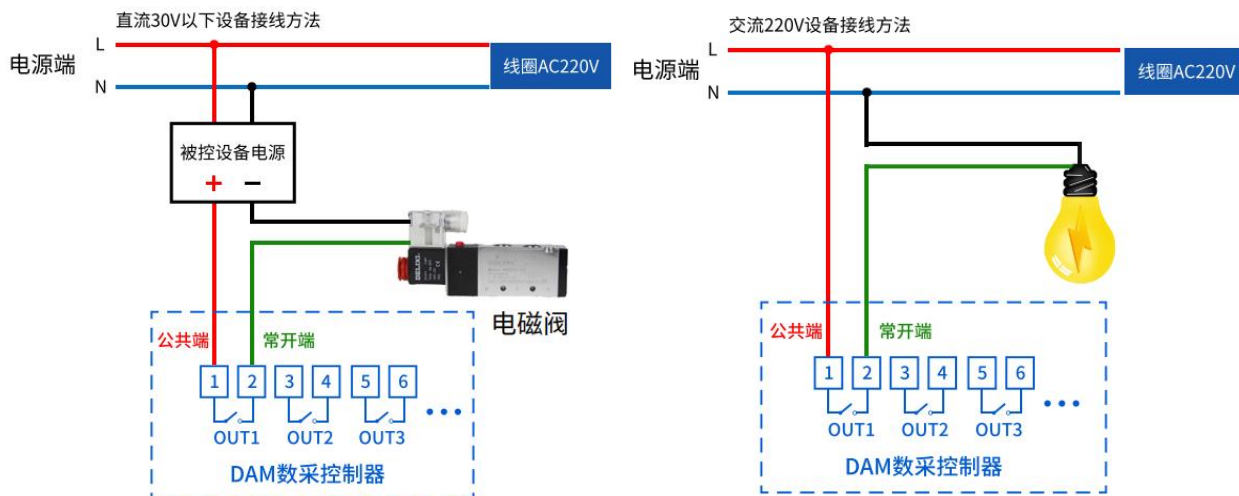 直流30V以下设备接线方法
L
电源端
线圈AC220V
N
被控设备电源
+ −
DELIXI
电磁阀
公共端
常开端
1 2 3 4 5 6
OUT1 OUT2 OUT3
DAM数采控制器
交流220V设备接线方法
L
电源端
线圈AC220V
N
公共端
常开端
1 2 3 4 5 6
OUT1 OUT2 OUT3
DAM数采控制器